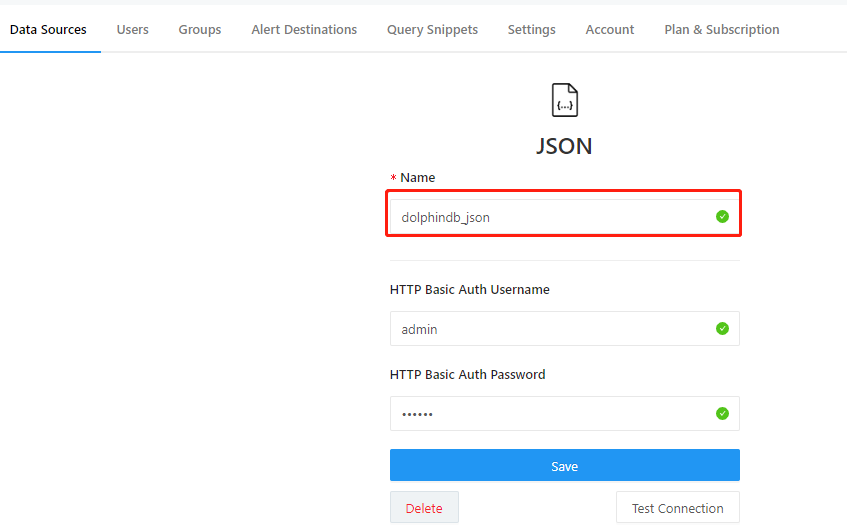 Data Sources Users Groups Alert Destinations Query Snippets Settings Account Plan & Subscription
{...}
JSON
* Name
dolphindb_json
HTTP Basic Auth Username
admin
HTTP Basic Auth Password
••••••
Save
Delete Test Connection